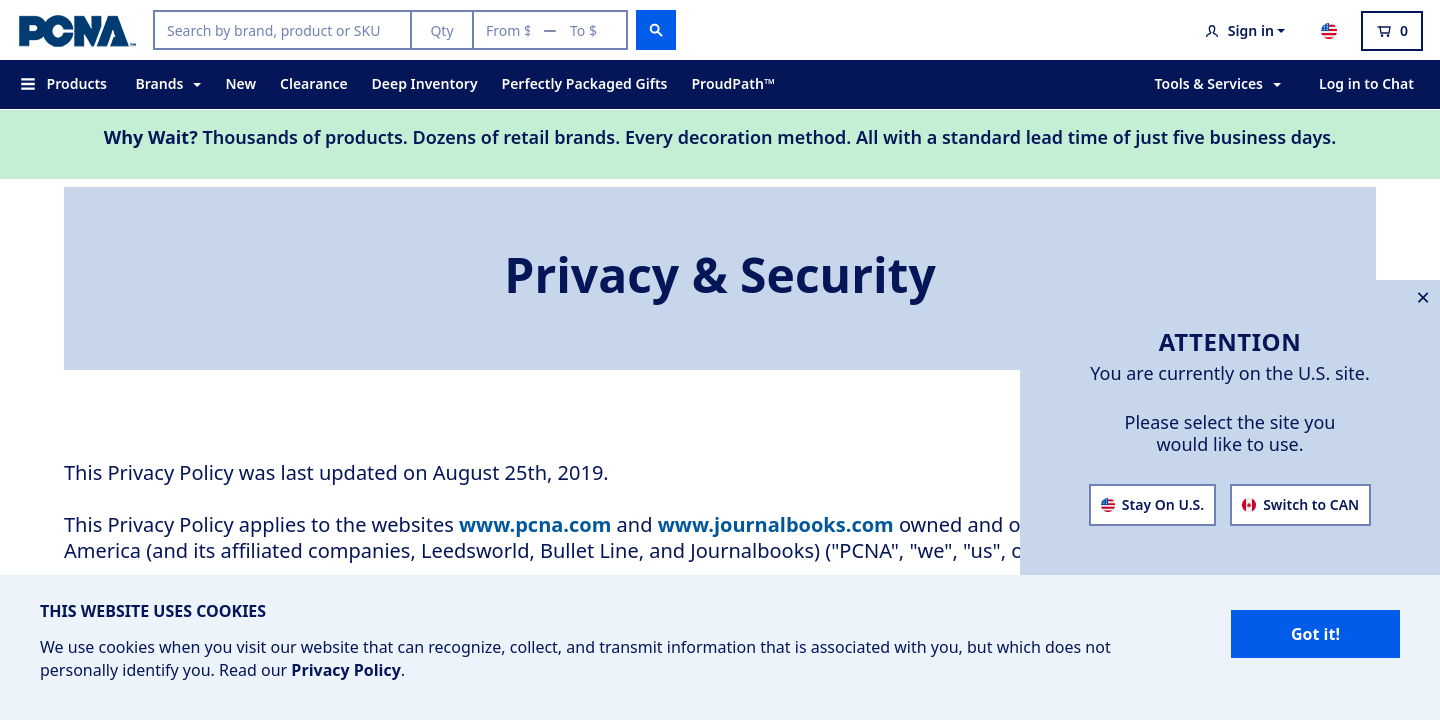 PCNA™
Search by brand, product or SKU
Qty
From $
—
To $
Sign in
0
Products
Brands
New
Clearance
Deep Inventory
Perfectly Packaged Gifts
ProudPath™
Tools & Services
Log in to Chat
Why Wait? Thousands of products. Dozens of retail brands. Every decoration method. All with a standard lead time of just five business days.
Privacy & Security
This Privacy Policy was last updated on August 25th, 2019.
This Privacy Policy applies to the websites www.pcna.com and www.journalbooks.com owned and
America (and its affiliated companies, Leedsworld, Bullet Line, and Journalbooks) ("PCNA", "we", "us",
ATTENTION
You are currently on the U.S. site.
Please select the site you
would like to use.
Stay On U.S.
Switch to CAN
THIS WEBSITE USES COOKIES
We use cookies when you visit our website that can recognize, collect, and transmit information that is associated with you, but which does not
personally identify you. Read our Privacy Policy.
Got it!